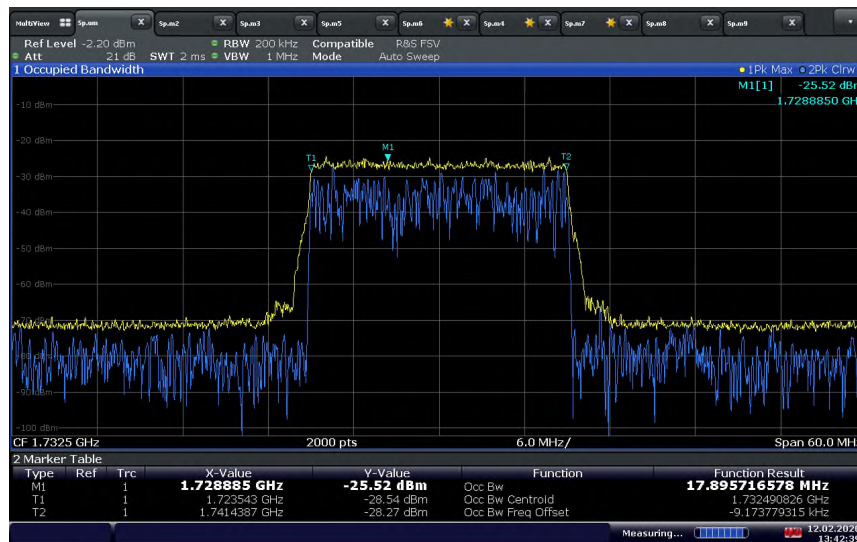 MultiView Sp.um X Sp.m2 X Sp.m3 X Sp.m5 X Sp.m6 X Sp.m4 X Sp.m7 X Sp.m8 X Sp.m9 X
Ref Level -2.20 dBm RBW 200 kHz Compatible R&S FSV
Att 21 dB SWT 2 ms VBW 1 MHz Mode Auto Sweep
1 Occupied Bandwidth 1Pk Max 2Pk Clrw
M1[1] -25.52 dBm
1.7288850 GH
-10 dBm
-20 dBm
M1
T1 T2
-30 dBm
-40 dBm
-50 dBm
-60 dBm
-90 dBm
-100 dBm
CF 1.7325 GHz 2000 pts 6.0 MHz/ Span 60.0 MHz
2 Marker Table
Type Ref Trc X-Value Y-Value Function Function Result
M1 1 1.728885 GHz -25.52 dBm Occ Bw 17.895716578 MHz
T1 1 1.723543 GHz -28.54 dBm Occ Bw Centroid 1.732490826 GHz
T2 1 1.7414387 GHz -28.27 dBm Occ Bw Freq Offset -9.173779315 kHz
Measuring... 12.02.2020
13:42:39